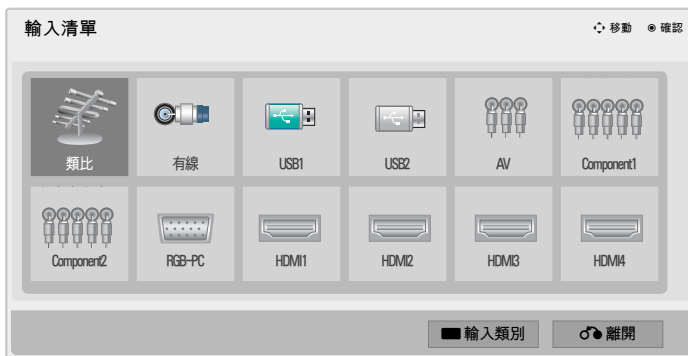 輸入清單
移動 確認
類比 有線 USB1 USB2 AV Component1
Component2 RGB-PC HDMI1 HDMI2 HDMI3 HDMI4
輸入類別 離開